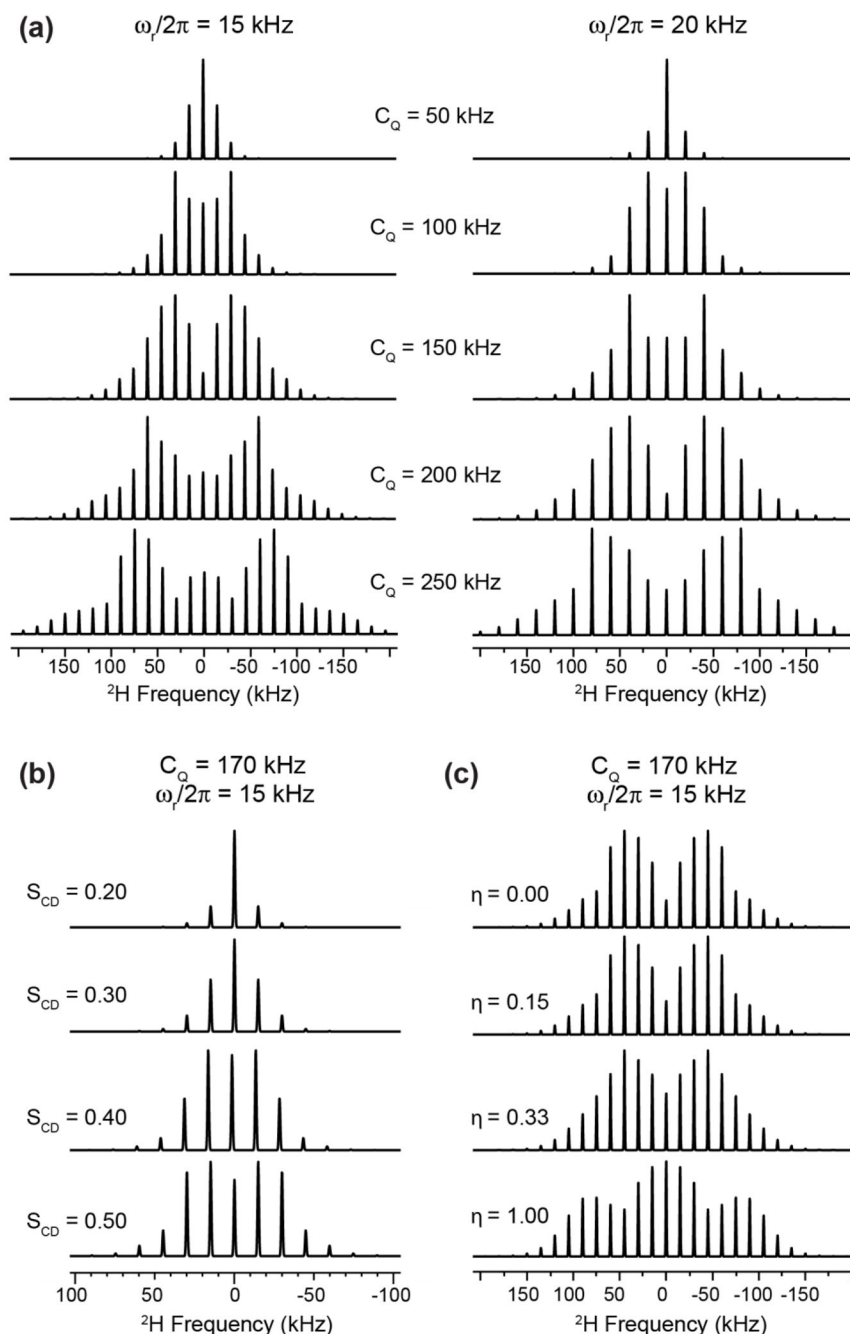 (a)
ωr/2π = 15 kHz
ωr/2π = 20 kHz
CQ = 50 kHz
CQ = 100 kHz
CQ = 150 kHz
CQ = 200 kHz
CQ = 250 kHz
150 100 50 0 -50 -100 -150
150 100 50 0 -50 -100 -150
²H Frequency (kHz)
²H Frequency (kHz)
(b)
CQ = 170 kHz
ωr/2π = 15 kHz
SCD = 0.20
SCD = 0.30
SCD = 0.40
SCD = 0.50
100 50 0 -50 -100
²H Frequency (kHz)
(c)
CQ = 170 kHz
ωr/2π = 15 kHz
η = 0.00
η = 0.15
η = 0.33
η = 1.00
150 100 50 0 -50 -100 -150
²H Frequency (kHz)